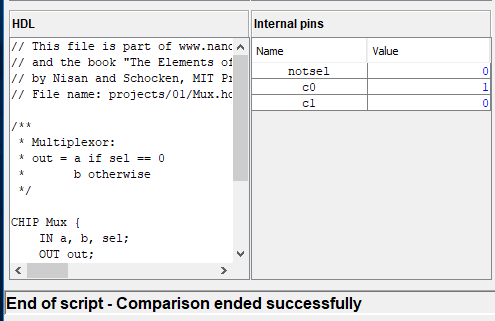 HDL
// This file is part of www.nand
// and the book "The Elements of
// by Nisan and Schocken, MIT Pr
// File name: projects/01/Mux.hd
/**
* Multiplexor:
* out = a if sel == 0
* b otherwise
*/
CHIP Mux {
IN a, b, sel;
OUT out;
Internal pins
Name Value
notsel 0
c0 1
c1 0
End of script - Comparison ended successfully